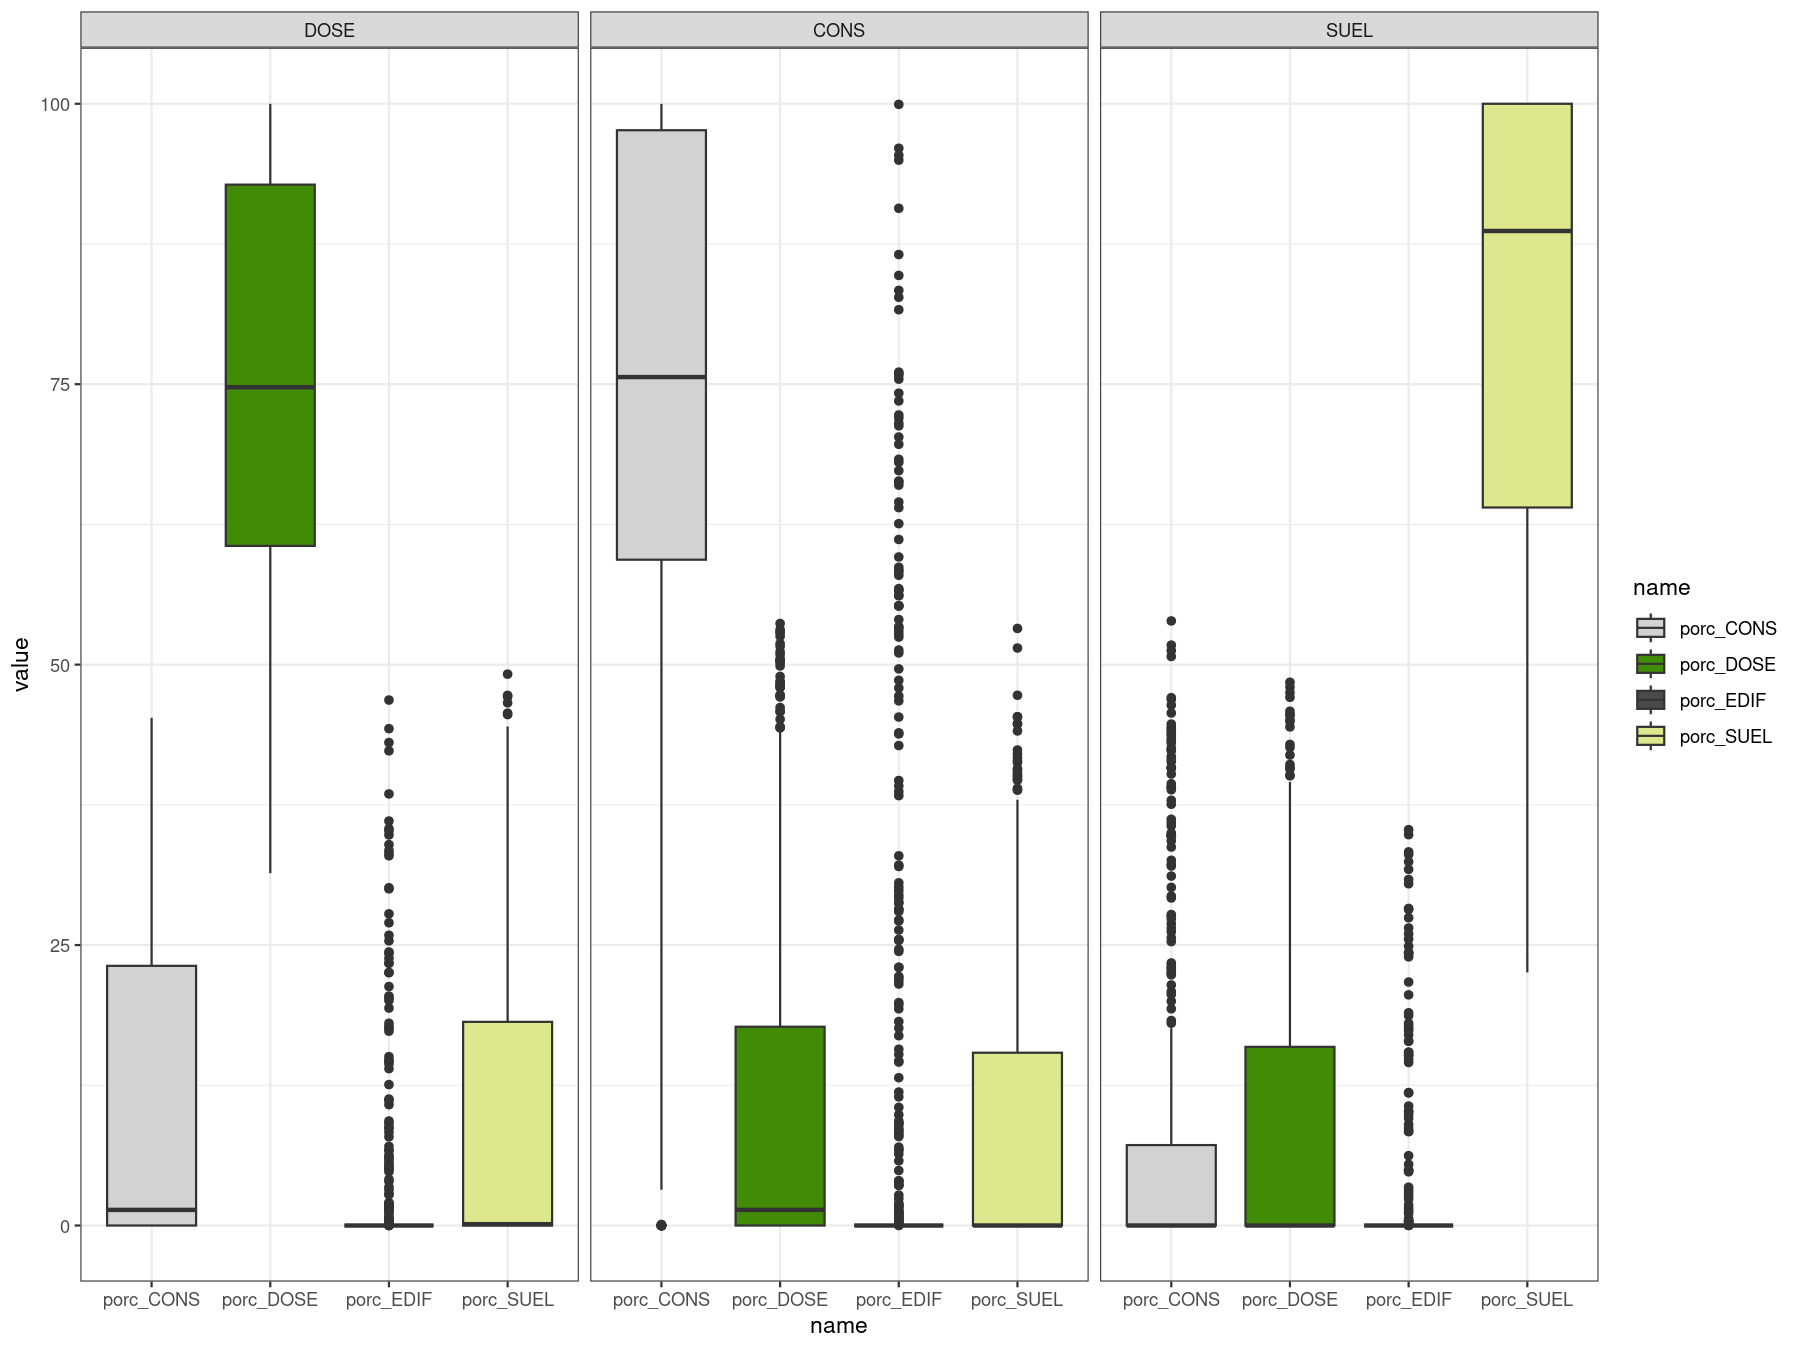 DOSE CONS SUEL
100
75
50
25
0
value
porc_CONS porc_DOSE porc_EDIF porc_SUEL porc_CONS porc_DOSE porc_EDIF porc_SUEL porc_CONS porc_DOSE porc_EDIF porc_SUEL
name
name
porc_CONS
porc_DOSE
porc_EDIF
porc_SUEL